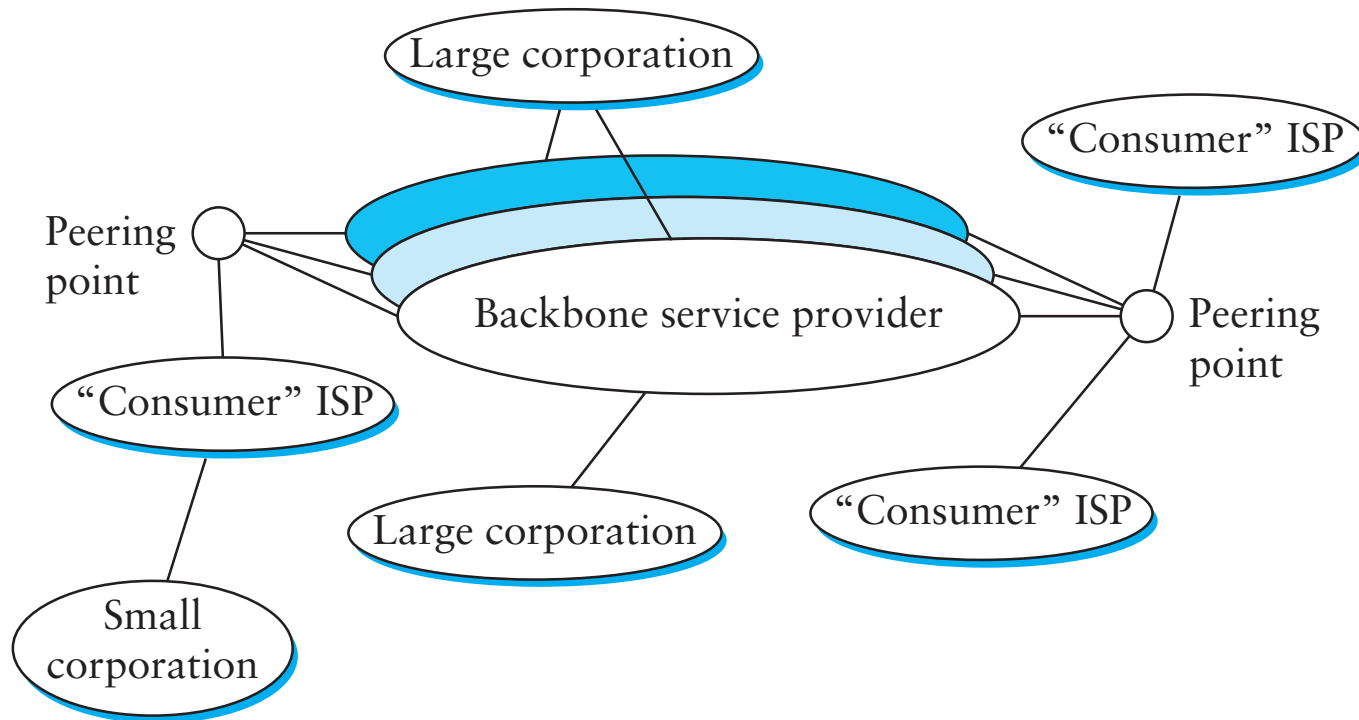 Large corporation
“Consumer” ISP
Peering
point
Backbone service provider
Peering
point
“Consumer” ISP
Large corporation
“Consumer” ISP
Small
corporation